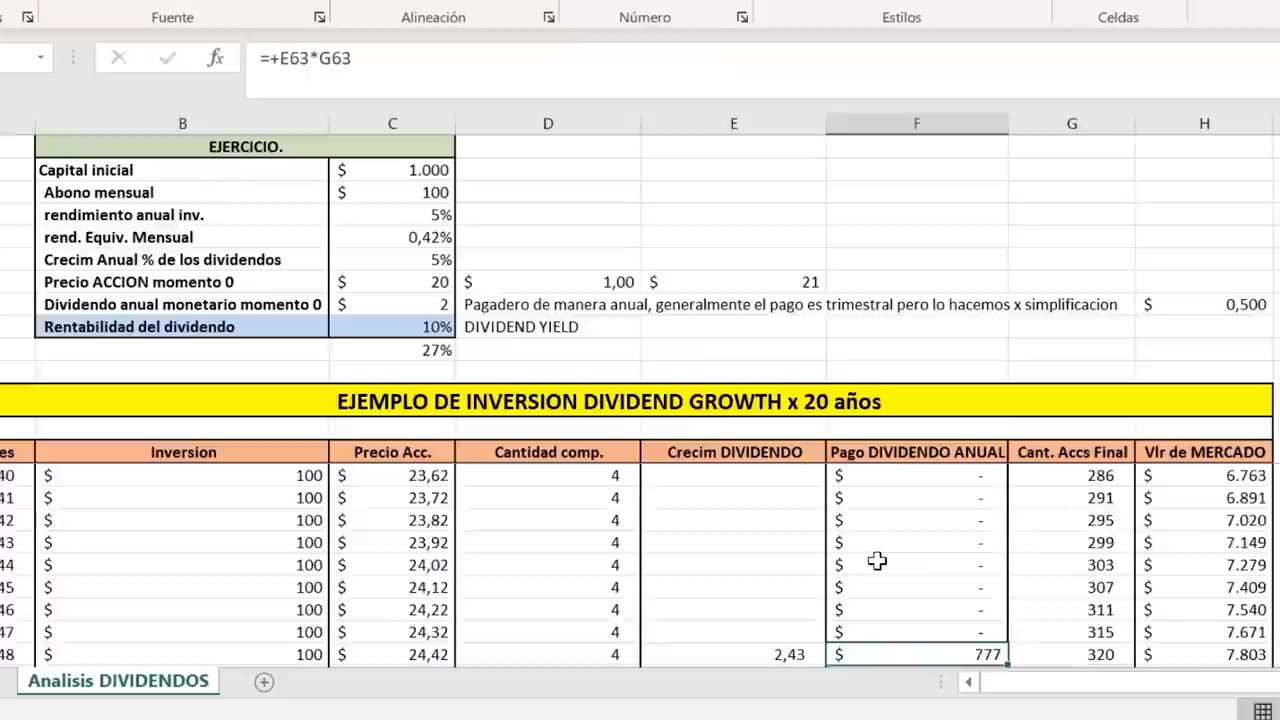 s Fuente Alineación Número Estilos Celdas
fx =+E63*G63
B C D E F G H
EJERCICIO.
Capital inicial $ 1.000
Abono mensual $ 100
rendimiento anual inv. 5%
rend. Equiv. Mensual 0,42%
Crecim Anual % de los dividendos 5%
Precio ACCION momento 0 $ 20 $ 1,00 $ 21
Dividendo anual monetario momento 0 $ 2 Pagadero de manera anual, generalmente el pago es trimestral pero lo hacemos x simplificacion $ 0,500
Rentabilidad del dividendo 10% DIVIDEND YIELD
27%
EJEMPLO DE INVERSION DIVIDEND GROWTH x 20 años
es Inversion Precio Acc. Cantidad comp. Crecim DIVIDENDO Pago DIVIDENDO ANUAL Cant. Accs Final Vlr de MERCADO
40 $ 100 $ 23,62 4 $ - 286 $ 6.763
41 $ 100 $ 23,72 4 $ - 291 $ 6.891
42 $ 100 $ 23,82 4 $ - 295 $ 7.020
43 $ 100 $ 23,92 4 $ - 299 $ 7.149
44 $ 100 $ 24,02 4 $ - 303 $ 7.279
45 $ 100 $ 24,12 4 $ - 307 $ 7.409
46 $ 100 $ 24,22 4 $ - 311 $ 7.540
47 $ 100 $ 24,32 4 $ - 315 $ 7.671
48 $ 100 $ 24,42 4 2,43 $ 777 320 $ 7.803
Analisis DIVIDENDOS